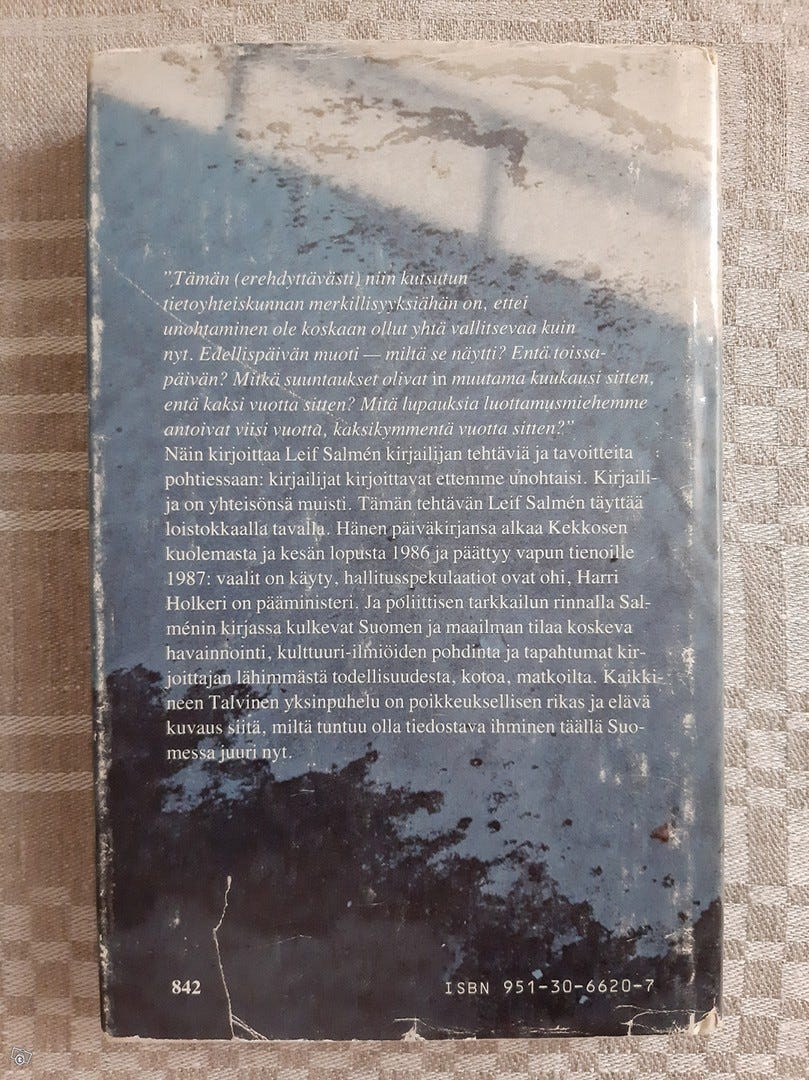 ”Tämän (erehdyttävästi) niin kutsutun
tietoyhteiskunnan merkillisyyksiähän on, ettei
unohtaminen ole koskaan ollut yhtä vallitsevaa kuin
nyt. Edellispäivän muoti — miltä se näytti? Entä toissa-
päivän? Mitkä suuntaukset olivat in muutama kuukausi sitten,
entä kaksi vuotta sitten? Mitä lupauksia luottamusmiehemme
antoivat viisi vuotta, kaksikymmentä vuotta sitten?”
Näin kirjoittaa Leif Salmén kirjailijan tehtäviä ja tavoitteita
pohtiessaan: kirjailijat kirjoittavat ettemme unohtaisi. Kirjaili-
ja on yhteisönsä muisti. Tämän tehtävän Leif Salmén täyttää
loistokkaalla tavalla. Hänen päiväkirjansa alkaa Kekkosen
kuolemasta ja kesän lopusta 1986 ja päättyy vapun tienoille
1987: vaalit on käyty, hallitusspekulaatiot ovat ohi, Harri
Holkeri on pääministeri. Ja poliittisen tarkkailun rinnalla Sal-
ménin kirjassa kulkevat Suomen ja maailman tilaa koskeva
havainnointi, kulttuuri-ilmiöiden pohdinta ja tapahtumat kir-
joittajan lähimmästä todellisuudesta, kotoa, matkoilta. Kaikki-
neen Talvinen yksinpuhelu on poikkeuksellisen rikas ja elävä
kuvaus siitä, miltä tuntuu olla tiedostava ihminen täällä Suo-
messa juuri nyt.
842
ISBN 951-30-6620-7